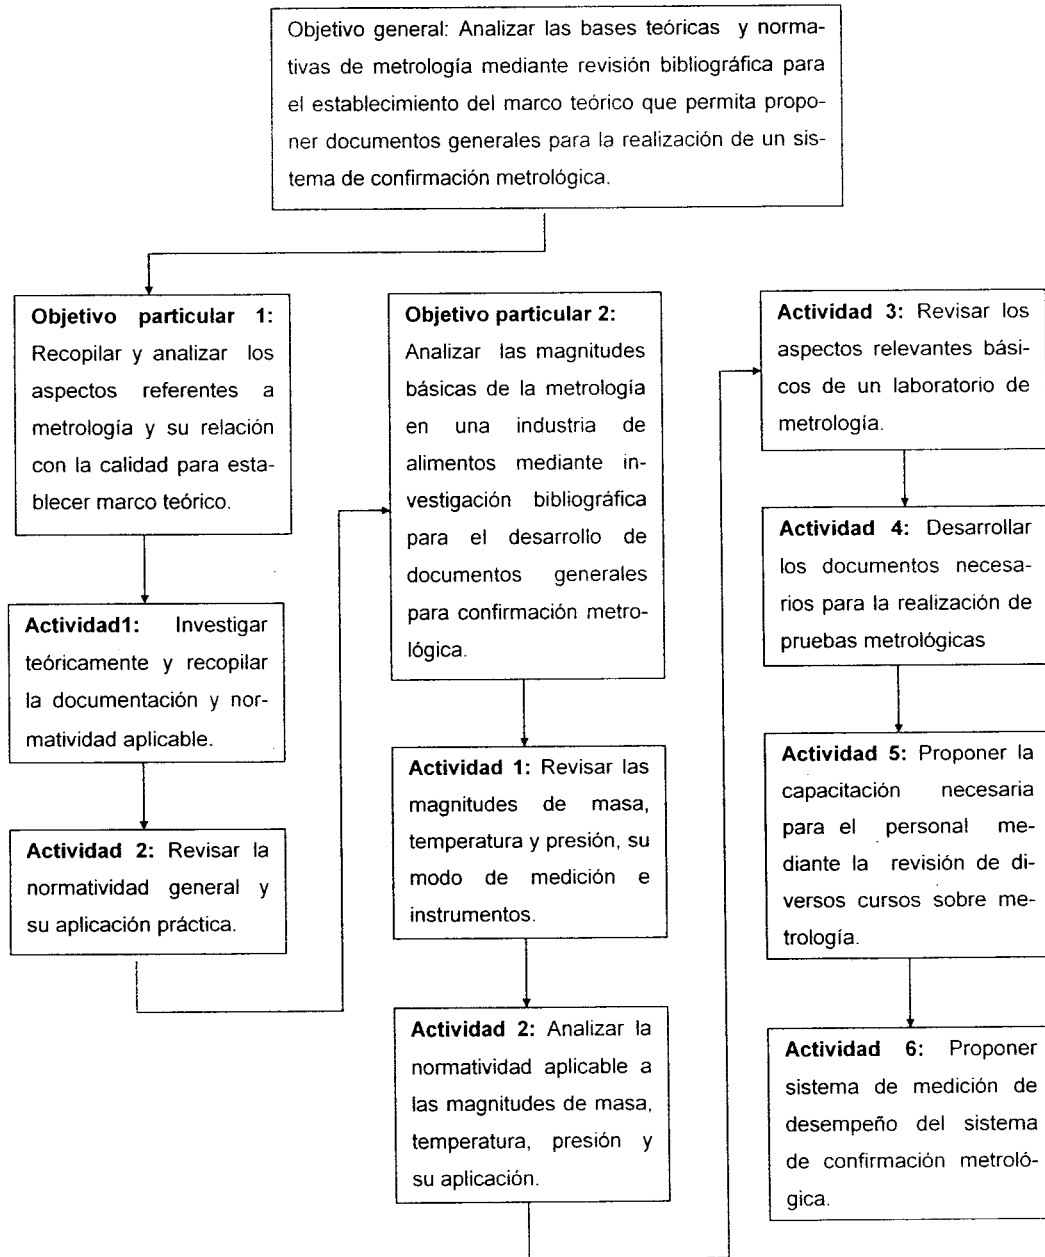 Objetivo general: Analizar las bases teóricas y norma-
tivas de metrología mediante revisión bibliográfica para
el establecimiento del marco teórico que permita propo-
ner documentos generales para la realización de un sis-
tema de confirmación metrológica.
Objetivo particular 1:
Recopilar y analizar los
aspectos referentes a
metrología y su relación
con la calidad para esta-
blecer marco teórico.
Actividad1: Investigar
teóricamente y recopilar
la documentación y nor-
matividad aplicable.
Actividad 2: Revisar la
normatividad general y
su aplicación práctica.
Objetivo particular 2:
Analizar las magnitudes
básicas de la metrología
en una industria de
alimentos mediante in-
vestigación bibliográfica
para el desarrollo de
documentos generales
para confirmación metro-
lógica.
Actividad 1: Revisar las
magnitudes de masa,
temperatura y presión, su
modo de medición e
instrumentos.
Actividad 2: Analizar la
normatividad aplicable a
las magnitudes de masa,
temperatura, presión y
su aplicación.
Actividad 3: Revisar los
aspectos relevantes bási-
cos de un laboratorio de
metrología.
Actividad 4: Desarrollar
los documentos necesa-
rios para la realización de
pruebas metrológicas
Actividad 5: Proponer la
capacitación necesaria
para el personal me-
diante la revisión de di-
versos cursos sobre me-
trología.
Actividad 6: Proponer
sistema de medición de
desempeño del sistema
de confirmación metroló-
gica.